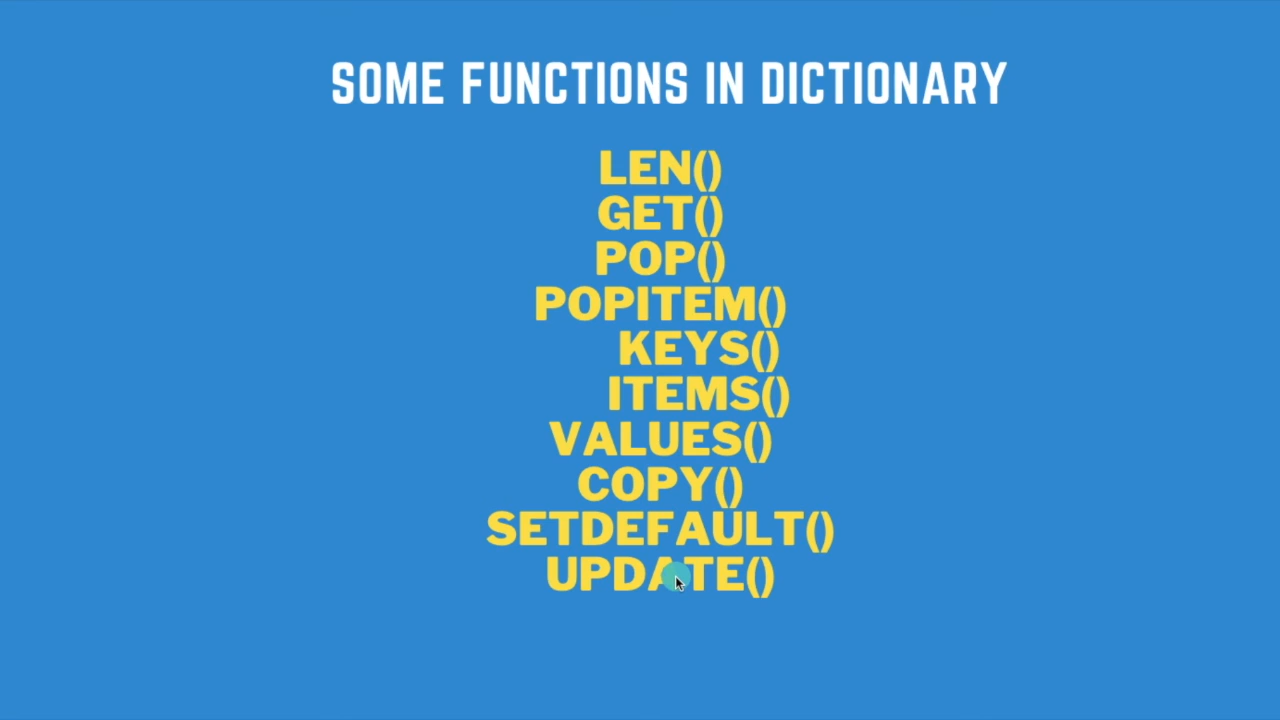 SOME FUNCTIONS IN DICTIONARY
LEN()
GET()
POP()
POPITEM()
KEYS()
ITEMS()
VALUES()
COPY()
SETDEFAULT()
UPDATE()